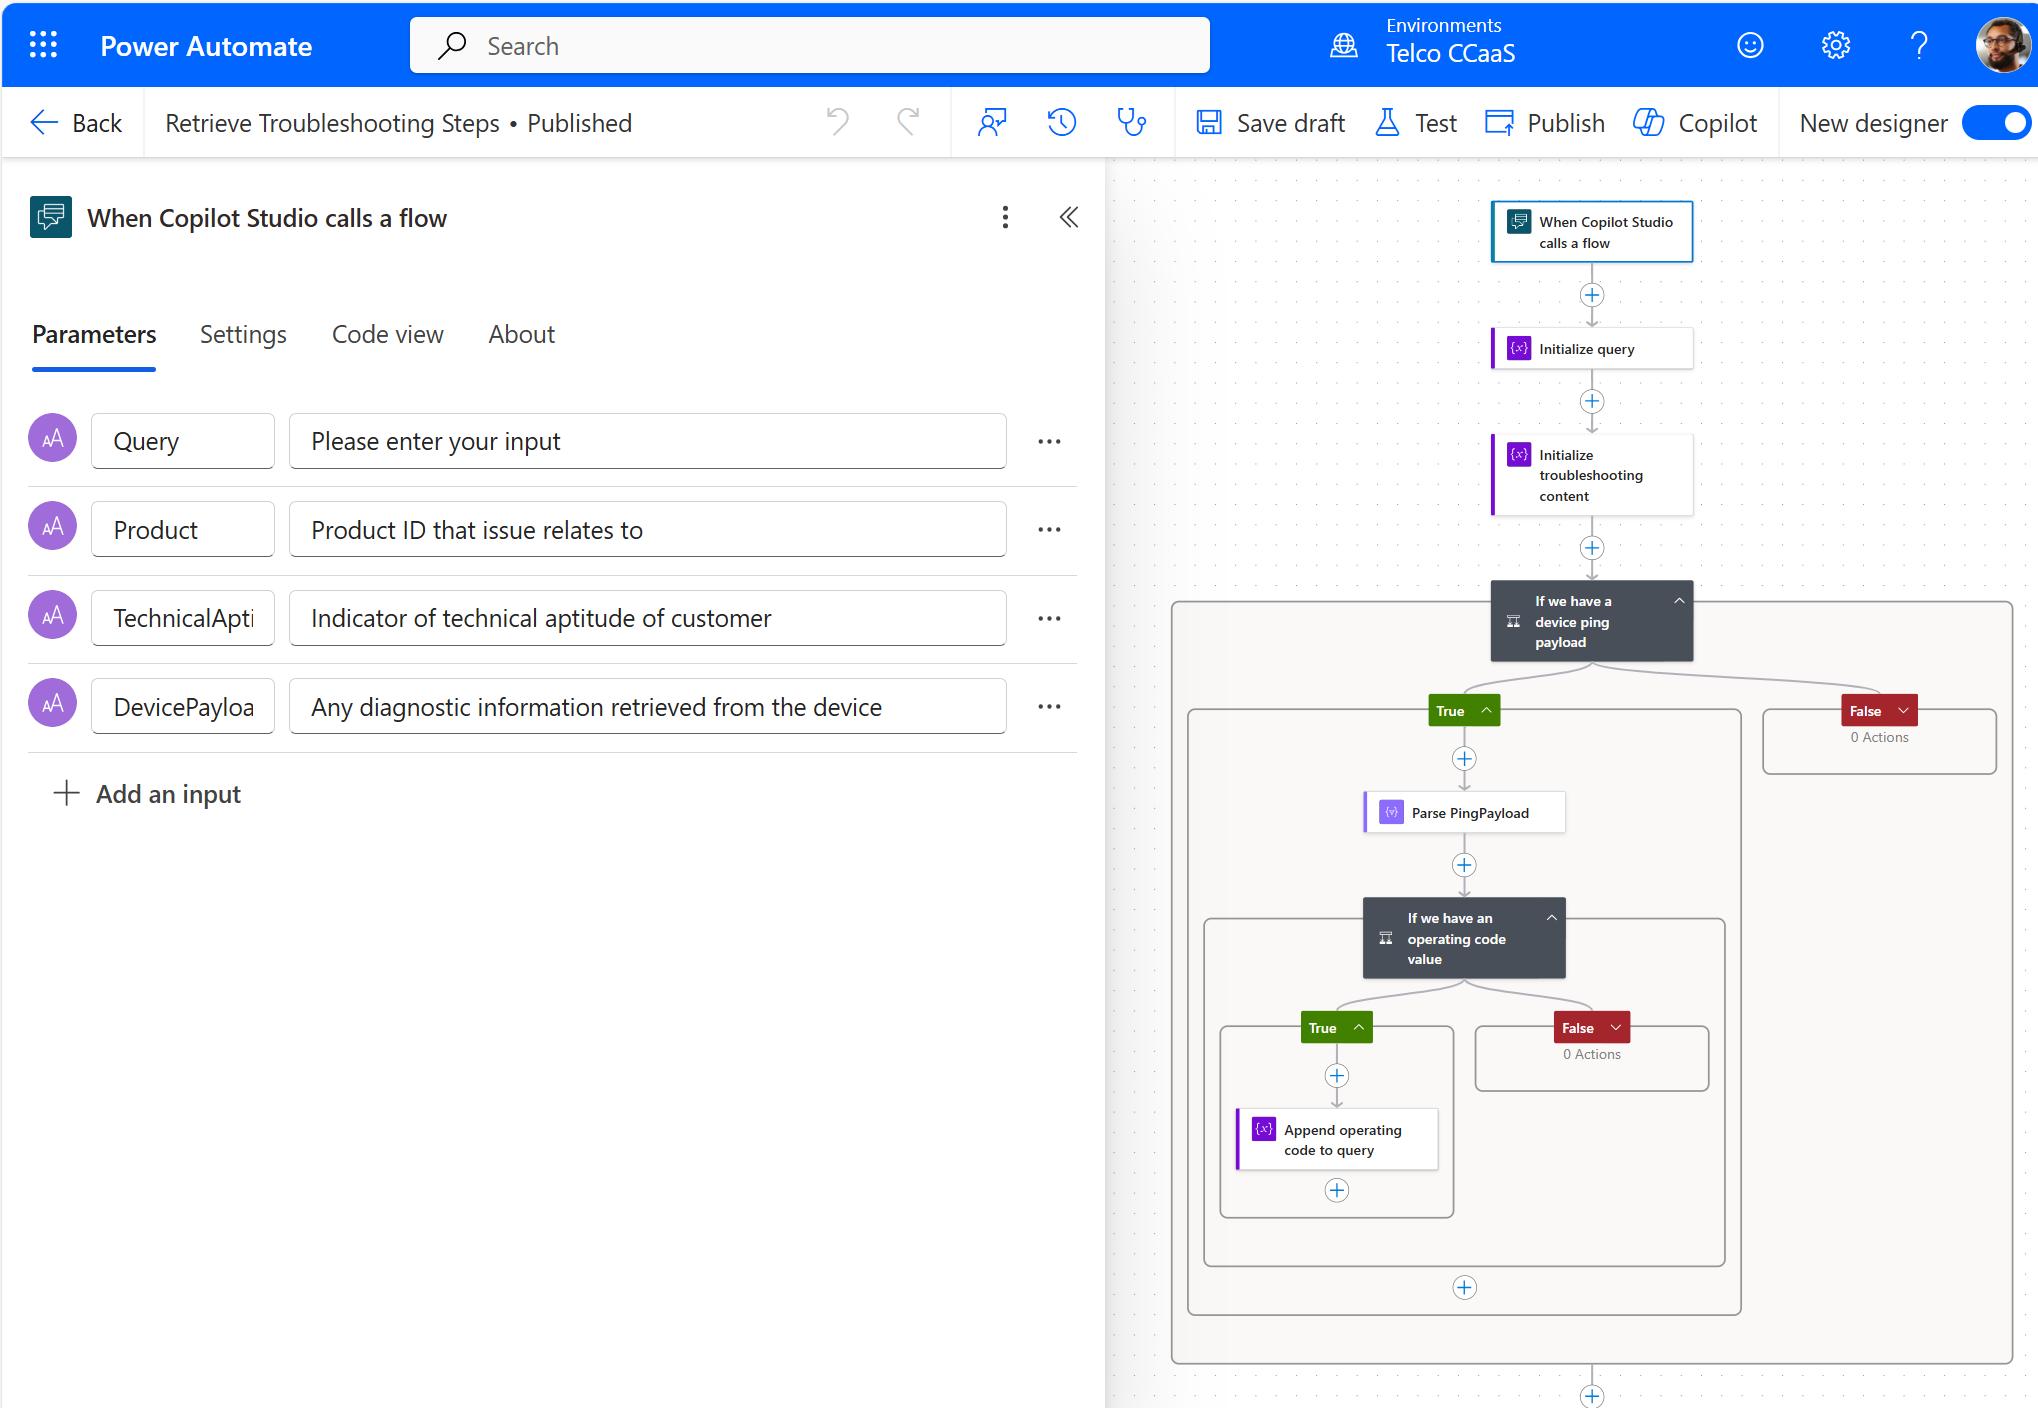 Power Automate
Search
Environments
Telco CCaaS
Back
Retrieve Troubleshooting Steps • Published
Save draft
Test
Publish
Copilot
New designer
When Copilot Studio calls a flow
Parameters
Settings
Code view
About
Query
Please enter your input
Product
Product ID that issue relates to
TechnicalApti
Indicator of technical aptitude of customer
DevicePayloa
Any diagnostic information retrieved from the device
Add an input
When Copilot Studio
calls a flow
Initialize query
Initialize
troubleshooting
content
If we have a
device ping
payload
True
False
0 Actions
Parse PingPayload
If we have an
operating code
value
True
False
0 Actions
Append operating
code to query